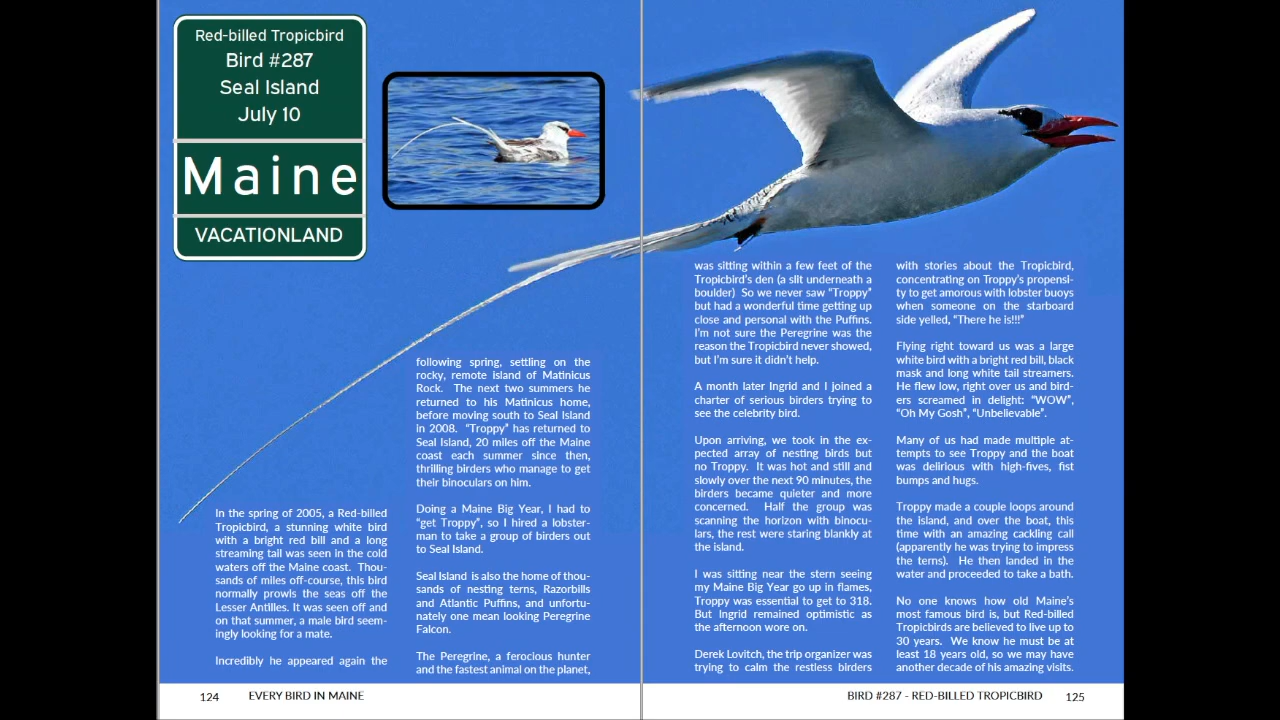 Red-billed Tropicbird
Bird #287
Seal Island
July 10
Maine
VACATIONLAND
In the spring of 2005, a Red-billed
Tropicbird, a stunning white bird
with a bright red bill and a long
streaming tail was seen in the cold
waters off the Maine coast.  Thou-
sands of miles off-course, this bird
normally prowls the seas off the
Lesser Antilles. It was seen off and
on that summer, a male bird seem-
ingly looking for a mate.
Incredibly he appeared again the
following spring, settling on the
rocky, remote island of Matinicus
Rock.  The next two summers he
returned to his Matinicus home,
before moving south to Seal Island
in 2008.  “Troppy” has returned to
Seal Island, 20 miles off the Maine
coast each summer since then,
thrilling birders who manage to get
their binoculars on him.
Doing a Maine Big Year, I had to
“get Troppy”, so I hired a lobster-
man to take a group of birders out
to Seal Island.
Seal Island is also the home of thou-
sands of nesting terns, Razorbills
and Atlantic Puffins, and unfortu-
nately one mean looking Peregrine
Falcon.
The Peregrine, a ferocious hunter
and the fastest animal on the planet,
124 EVERY BIRD IN MAINE
was sitting within a few feet of the
Tropicbird’s den (a slit underneath a
boulder)  So we never saw “Troppy”
but had a wonderful time getting up
close and personal with the Puffins.
I’m not sure the Peregrine was the
reason the Tropicbird never showed,
but I’m sure it didn’t help.
A month later Ingrid and I joined a
charter of serious birders trying to
see the celebrity bird.
Upon arriving, we took in the ex-
pected array of nesting birds but
no Troppy.  It was hot and still and
slowly over the next 90 minutes, the
birders became quieter and more
concerned.  Half the group was
scanning the horizon with binocu-
lars, the rest were staring blankly at
the island.
I was sitting near the stern seeing
my Maine Big Year go up in flames,
Troppy was essential to get to 318.
But Ingrid remained optimistic as
the afternoon wore on.
Derek Lovitch, the trip organizer was
trying to calm the restless birders
with stories about the Tropicbird,
concentrating on Troppy’s propensi-
ty to get amorous with lobster buoys
when someone on the starboard
side yelled, “There he is!!!”
Flying right toward us was a large
white bird with a bright red bill, black
mask and long white tail streamers.
He flew low, right over us and bird-
ers screamed in delight: “WOW”,
“Oh My Gosh”, “Unbelievable”.
Many of us had made multiple at-
tempts to see Troppy and the boat
was delirious with high-fives, fist
bumps and hugs.
Troppy made a couple loops around
the island, and over the boat, this
time with an amazing cackling call
(apparently he was trying to impress
the terns).  He then landed in the
water and proceeded to take a bath.
No one knows how old Maine’s
most famous bird is, but Red-billed
Tropicbirds are believed to live up to
30 years.  We know he must be at
least 18 years old, so we may have
another decade of his amazing visits.
BIRD #287 - RED-BILLED TROPICBIRD 125